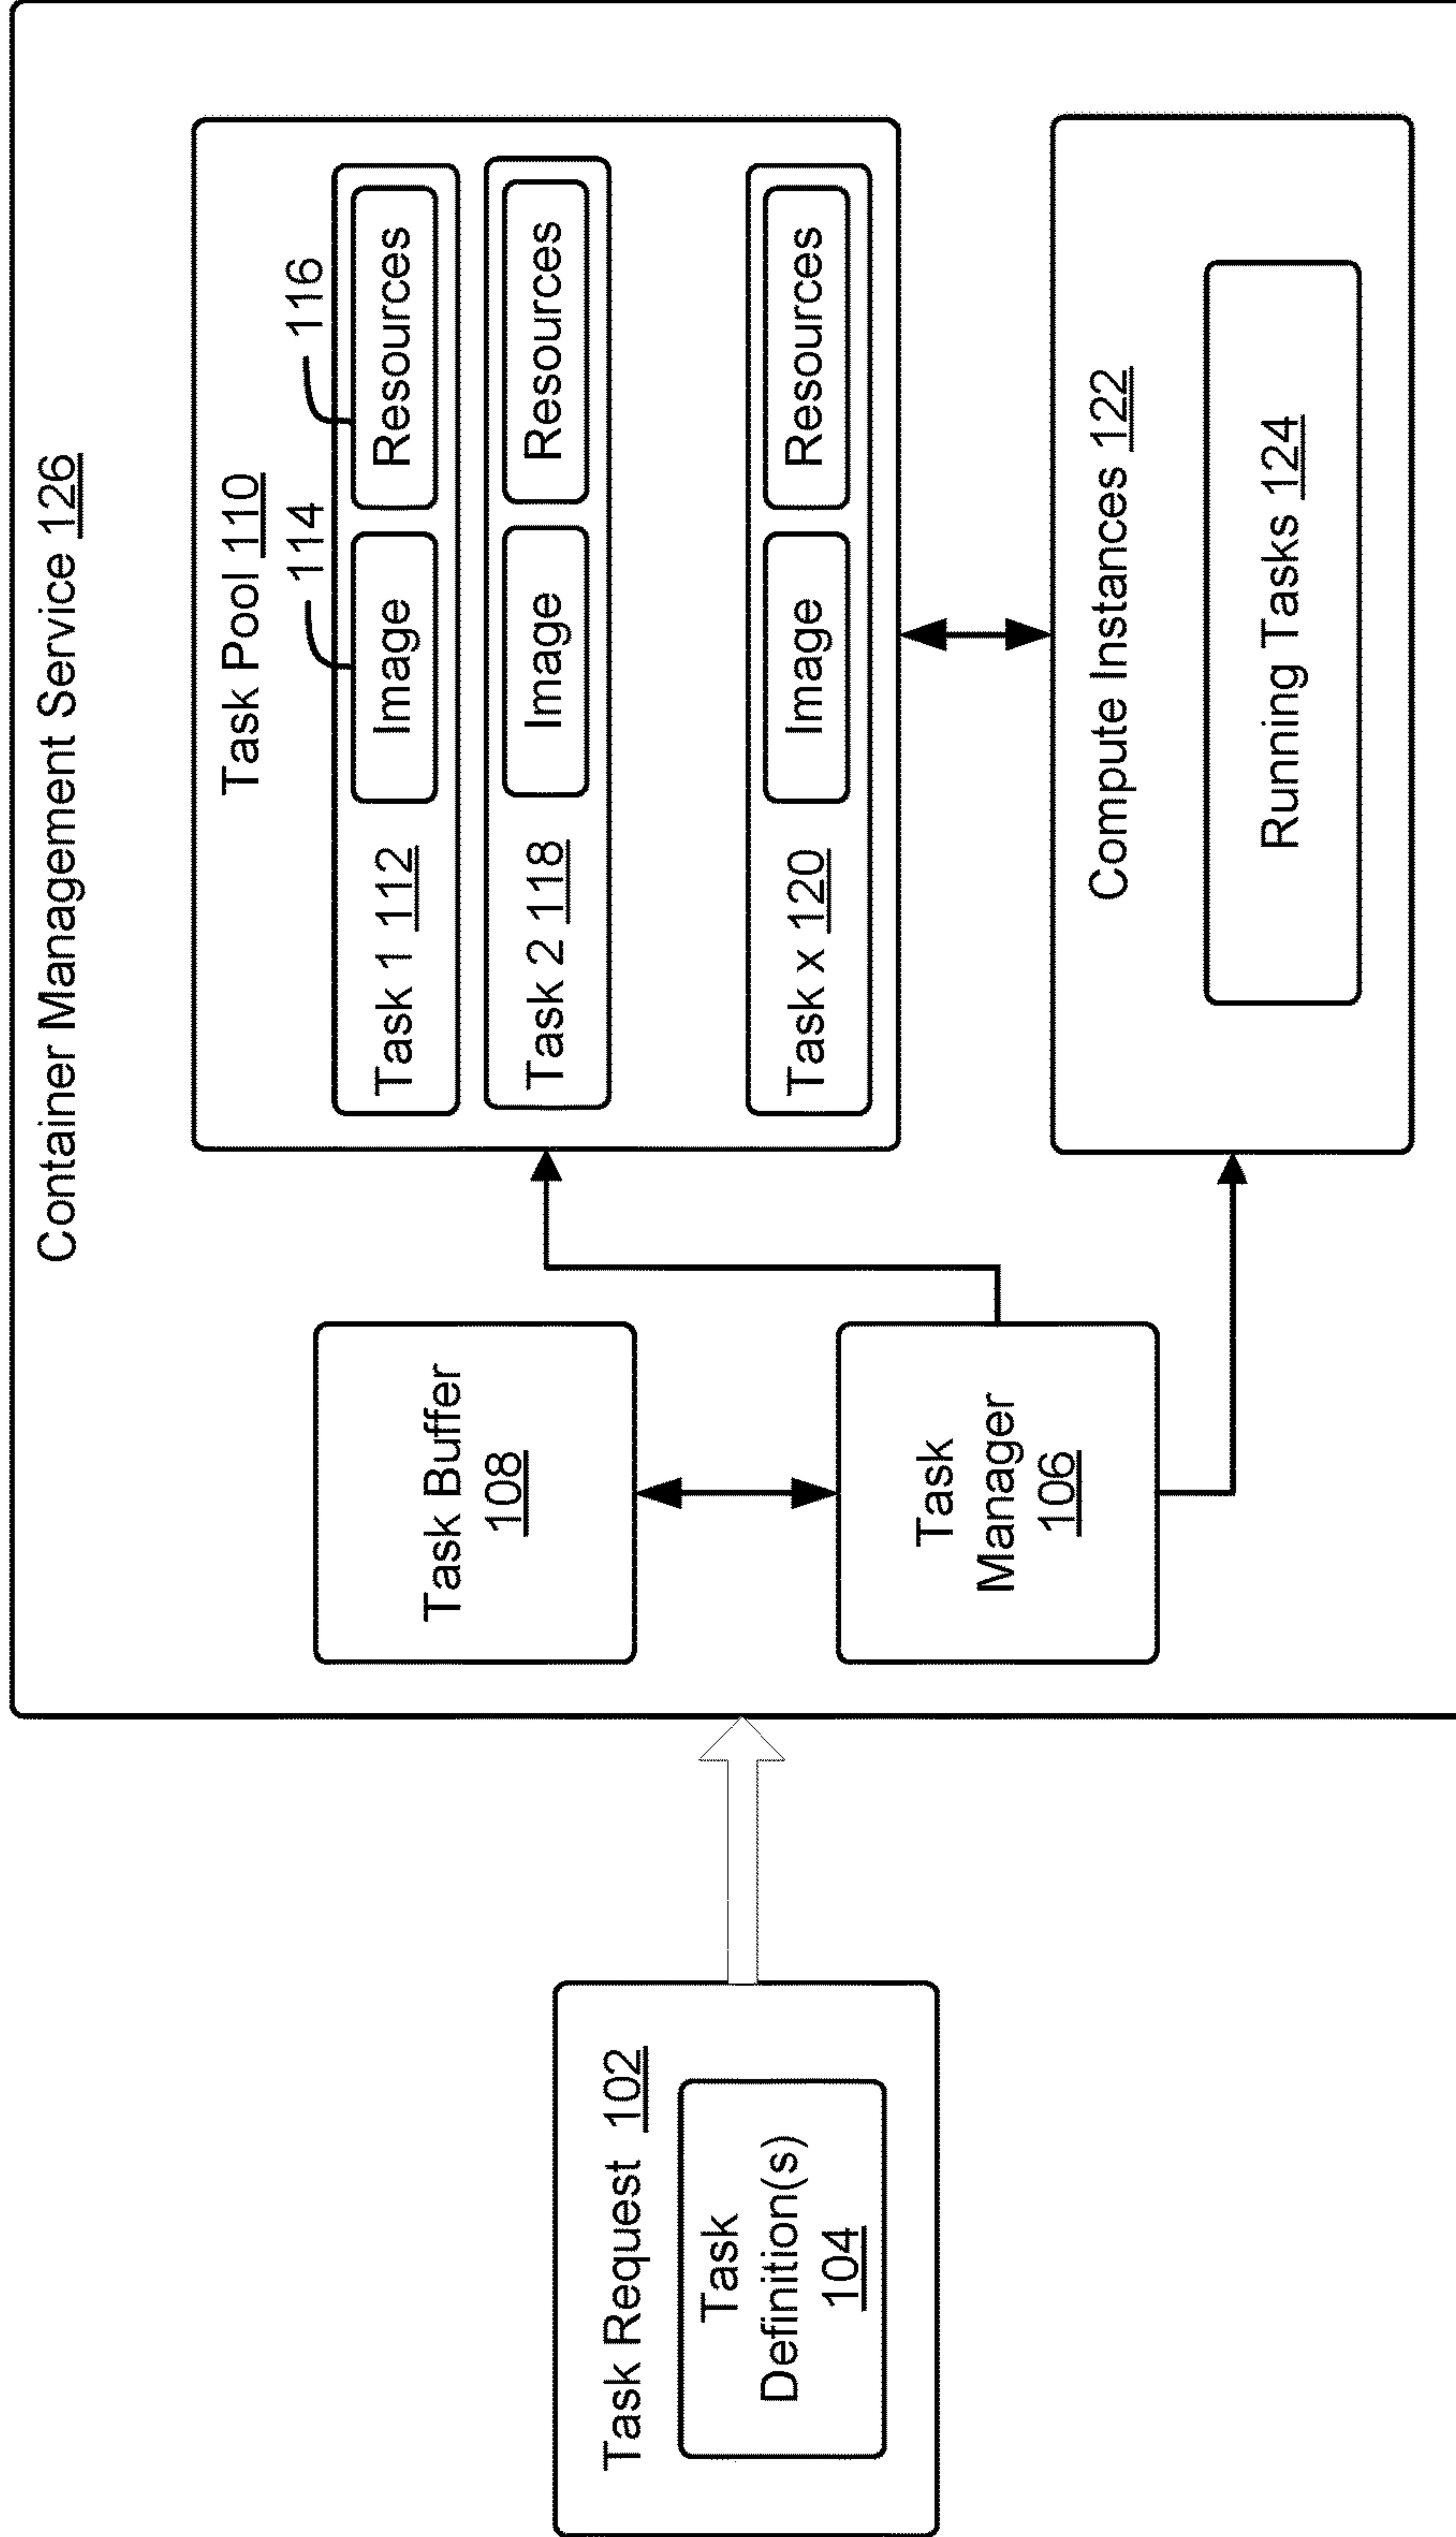 Container Management Service 126
Task Request 102
Task
Definition(s)
104
Task Buffer
108
Task
Manager
106
Task Pool 110
114
116
Task 1 112
Image
Resources
Task 2 118
Image
Resources
Task x 120
Image
Resources
Compute Instances 122
Running Tasks 124